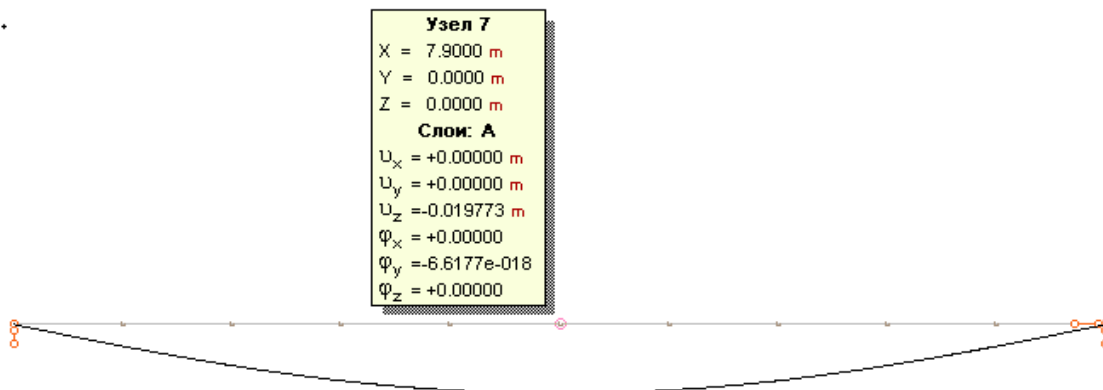 Узел 7
X = 7.9000 m
Y = 0.0000 m
Z = 0.0000 m
Слои: A
υx = +0.00000 m
υy = +0.00000 m
υz =-0.019773 m
φx = +0.00000
φy =-6.6177e-018
φz = +0.00000